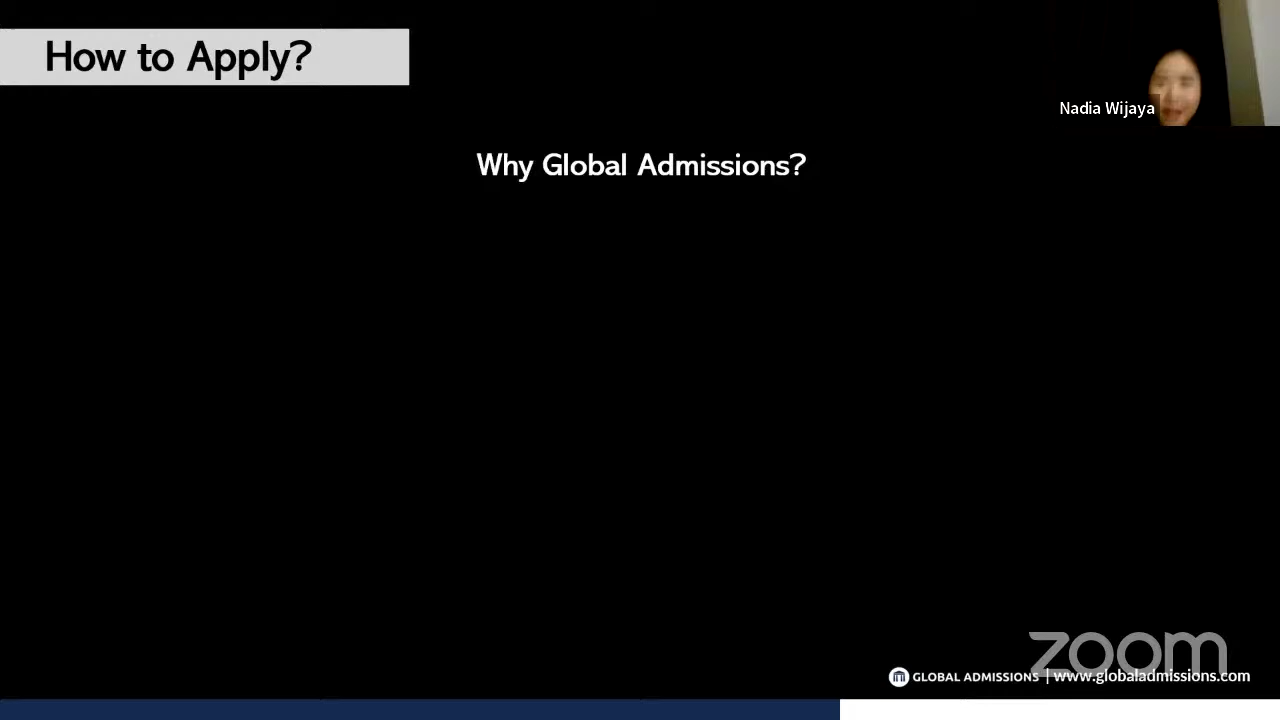 How to Apply?
Nadia Wijaya
Why Global Admissions?
zoom
GLOBAL ADMISSIONS | www.globaladmissions.com